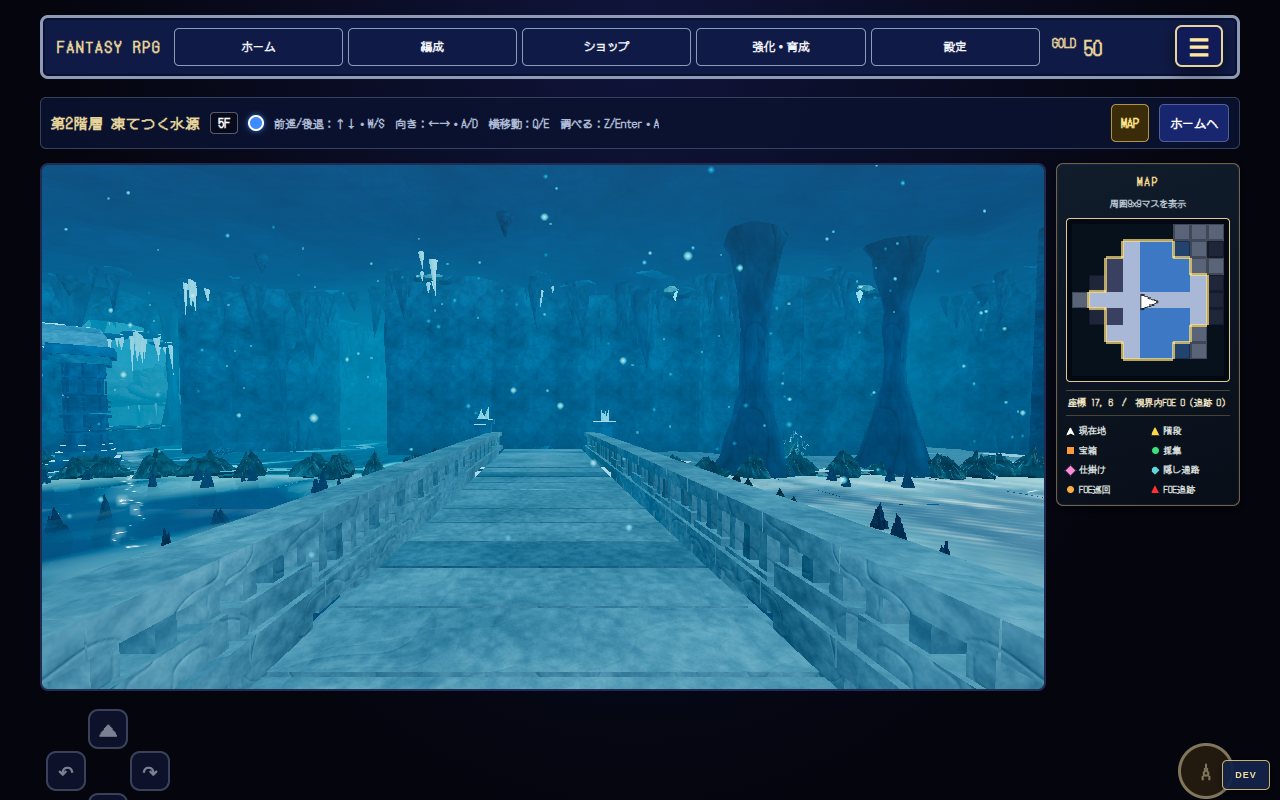 FANTASY RPG
ホーム
編成
ショップ
強化・育成
設定
GOLD 50
第2階層 凍てつく水源
5F
前進/後退:↑↓・W/S 向き:←→・A/D 横移動:Q/E 調べる:Z/Enter・A
MAP
ホームへ
MAP
周囲9x9マスを表示
座標 17, 6 / 視界内FOE 0 (追跡 0)
現在地
階段
宝箱
採集
仕掛け
隠し通路
FOE巡回
FOE追跡
A
DEV